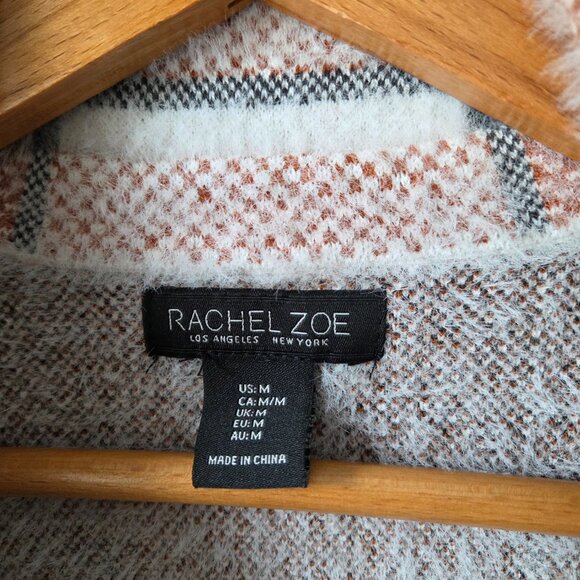 RACHEL ZOE
LOS ANGELES NEW YORK
US: M
CA: M/M
UK: M
EU: M
AU: M
MADE IN CHINA